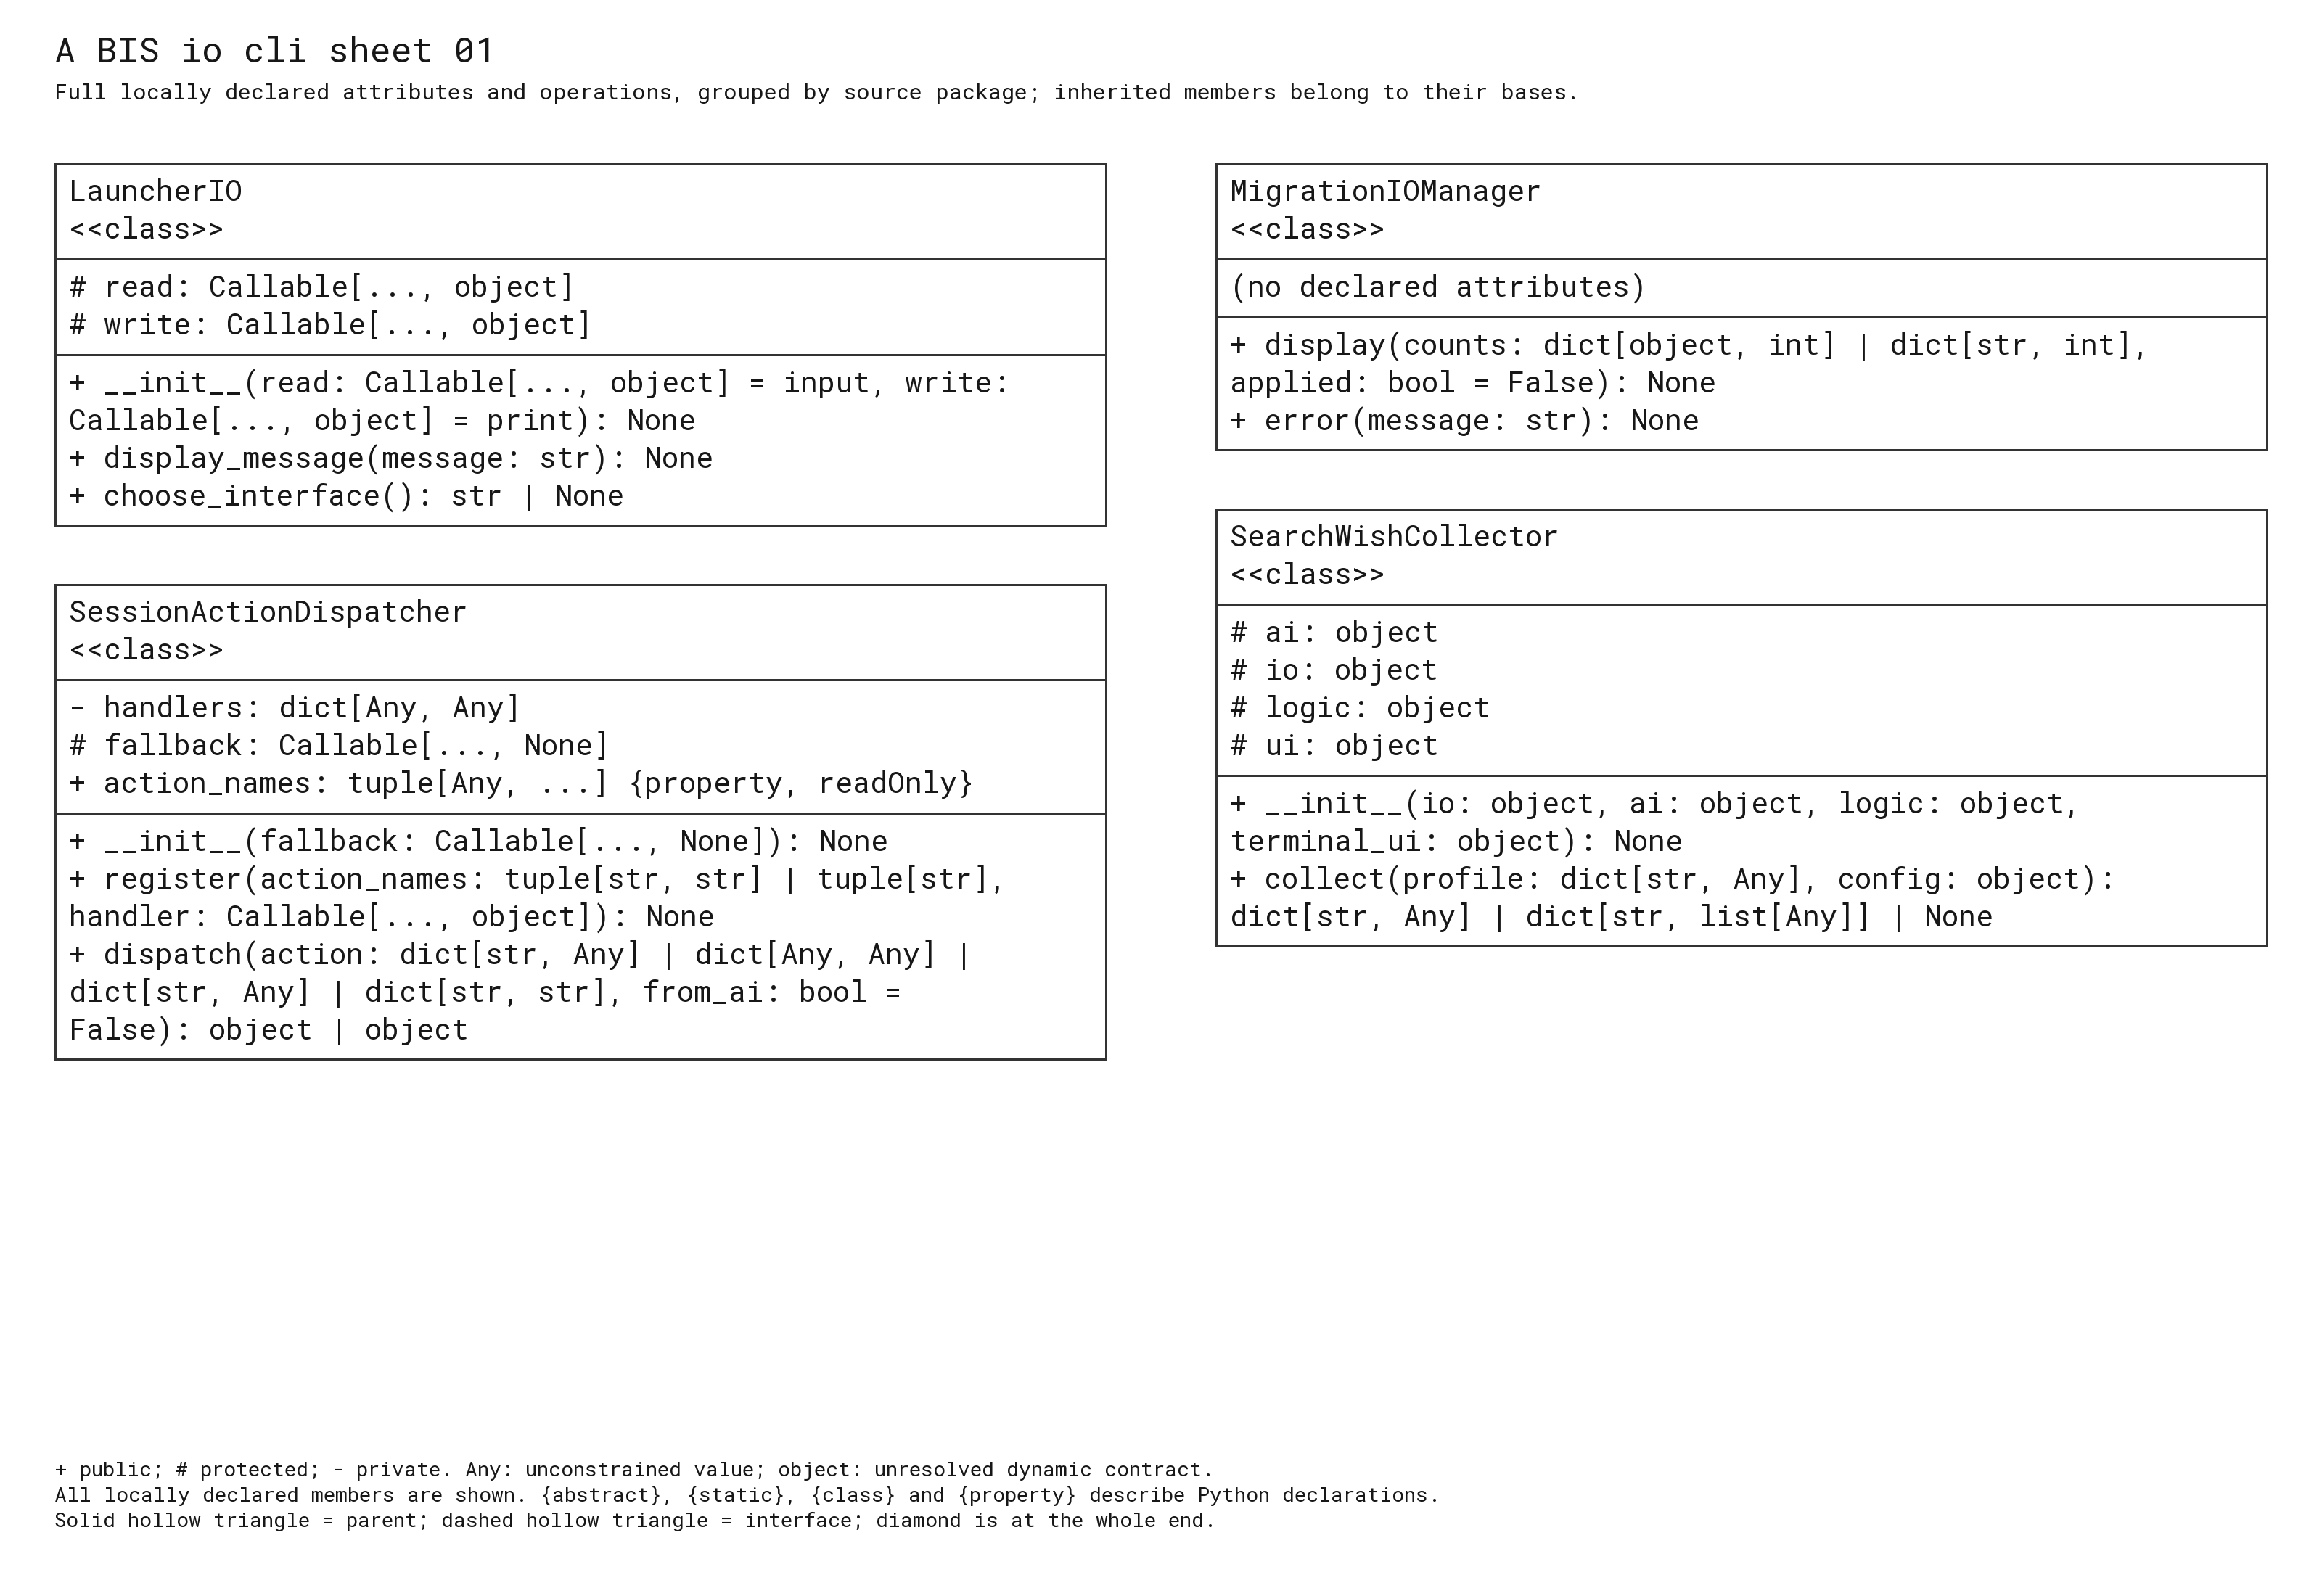 A BIS io cli sheet 01
Full locally declared attributes and operations, grouped by source package; inherited members belong to their bases.
LauncherIO
<<class>>
# read: Callable[..., object]
# write: Callable[..., object]
+ __init__(read: Callable[..., object] = input, write:
Callable[..., object] = print): None
+ display_message(message: str): None
+ choose_interface(): str | None
SessionActionDispatcher
<<class>>
- handlers: dict[Any, Any]
# fallback: Callable[..., None]
+ action_names: tuple[Any, ...] {property, readOnly}
+ __init__(fallback: Callable[..., None]): None
+ register(action_names: tuple[str, str] | tuple[str],
handler: Callable[..., object]): None
+ dispatch(action: dict[str, Any] | dict[Any, Any] |
dict[str, Any] | dict[str, str], from_ai: bool =
False): object | object
MigrationIOManager
<<class>>
(no declared attributes)
+ display(counts: dict[object, int] | dict[str, int],
applied: bool = False): None
+ error(message: str): None
SearchWishCollector
<<class>>
# ai: object
# io: object
# logic: object
# ui: object
+ __init__(io: object, ai: object, logic: object,
terminal_ui: object): None
+ collect(profile: dict[str, Any], config: object):
dict[str, Any] | dict[str, list[Any]] | None
+ public; # protected; - private. Any: unconstrained value; object: unresolved dynamic contract.
All locally declared members are shown. {abstract}, {static}, {class} and {property} describe Python declarations.
Solid hollow triangle = parent; dashed hollow triangle = interface; diamond is at the whole end.